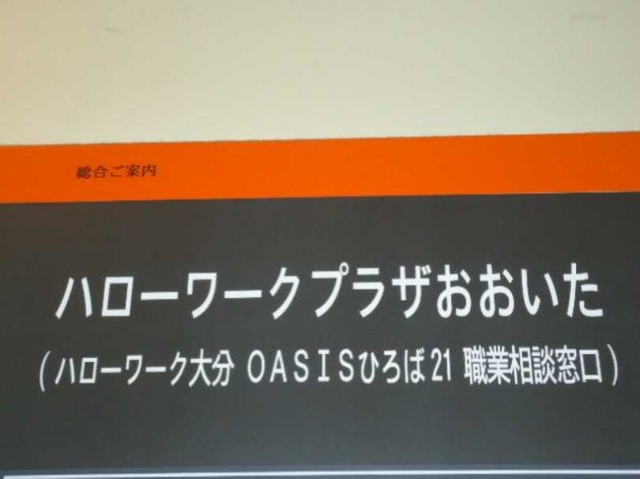 総合ご案内
ハローワークプラザおおいた
(ハローワーク大分 OASISひろば21 職業相談窓口)